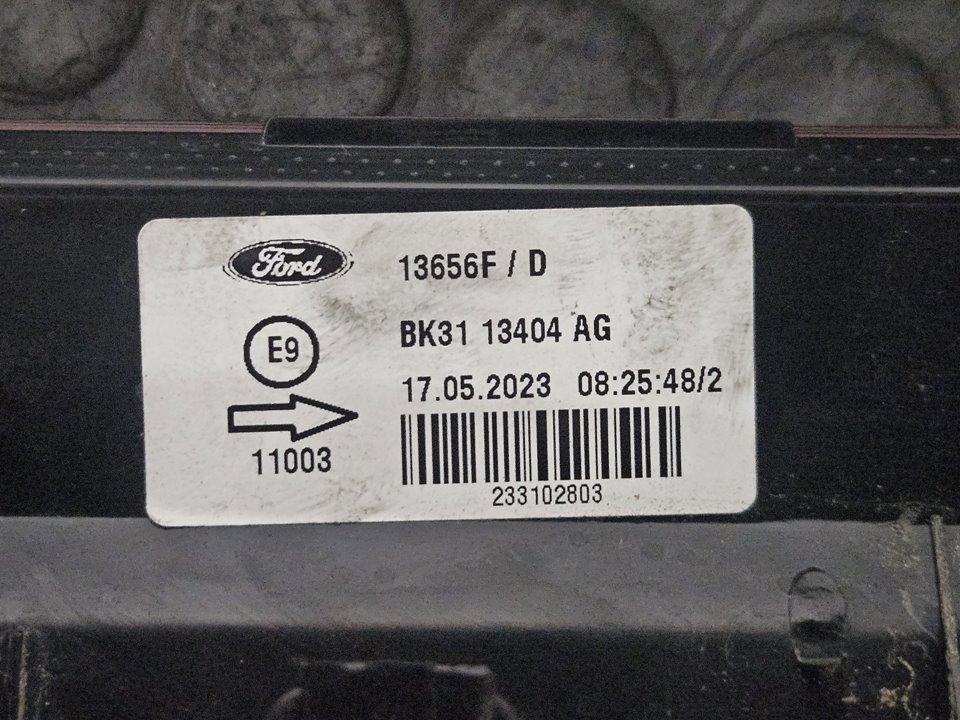 Ford
13656F / D
BK31 13404 AG
E9
17.05.2023 08:25:48/2
11003
233102803